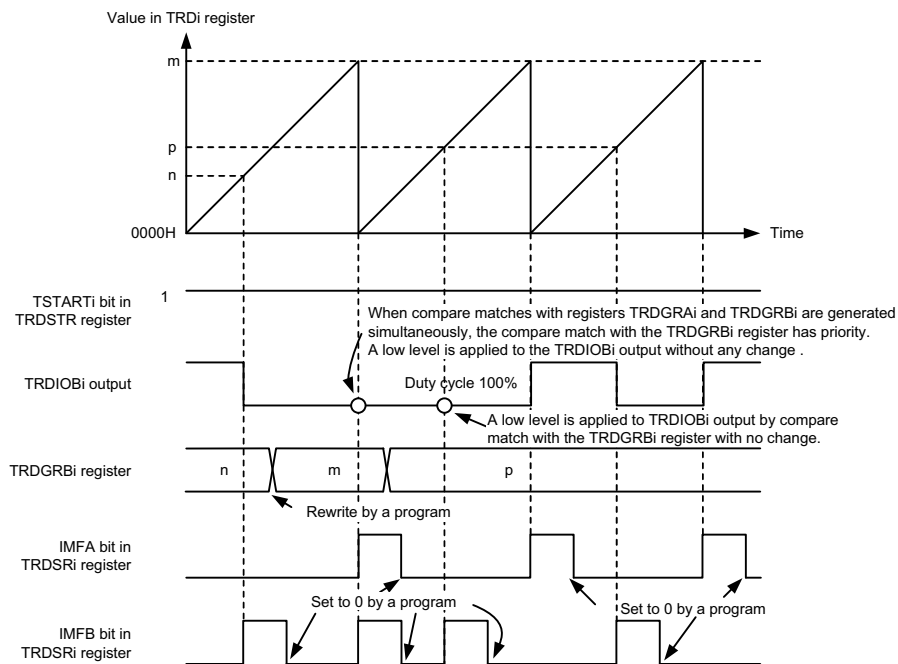 Value in TRDi register
m
p
n
0000H
Time
TSTARTi bit in
TRDSTR register
1
When compare matches with registers TRDGRAi and TRDGRBi are generated
simultaneously, the compare match with the TRDGRBi register has priority.
A low level is applied to the TRDIOBi output without any change .
TRDIOBi output
Duty cycle 100%
A low level is applied to TRDIOBi output by compare
match with the TRDGRBi register with no change.
TRDGRBi register
n
m
p
Rewrite by a program
IMFA bit in
TRDSRi register
Set to 0 by a program
Set to 0 by a program
IMFB bit in
TRDSRi register